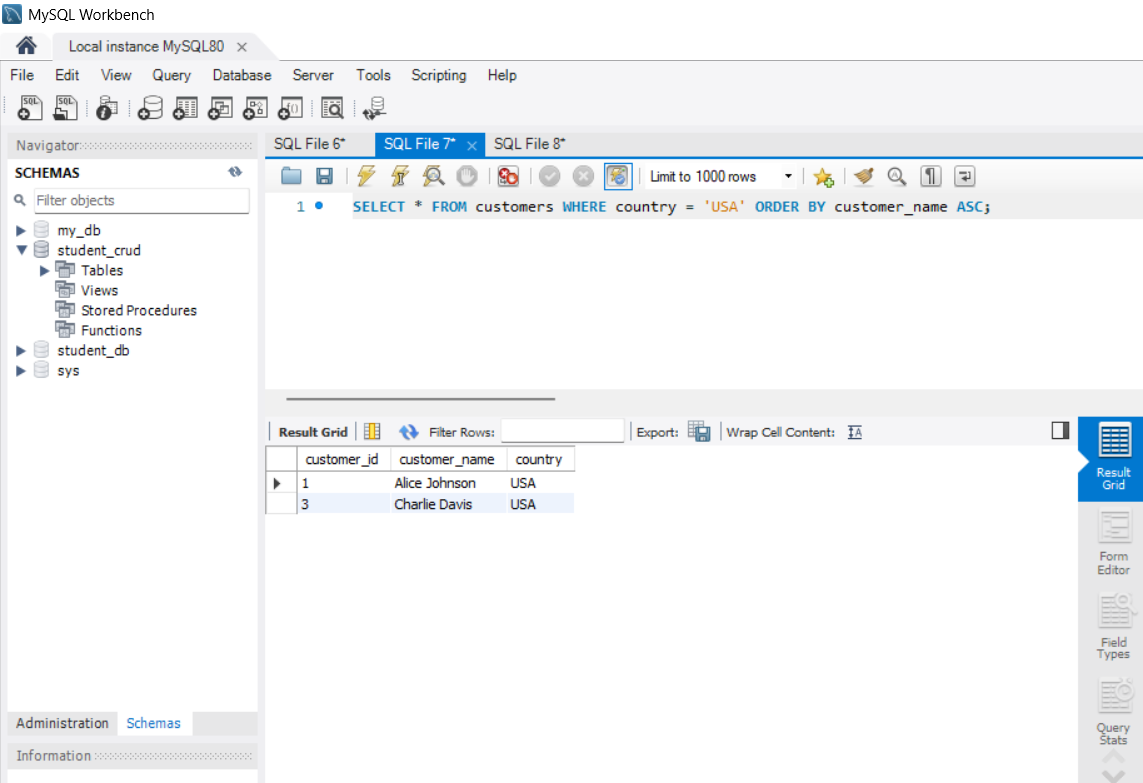 MySQL Workbench
Local instance MySQL80
File Edit View Query Database Server Tools Scripting Help
Navigator
SCHEMAS
Filter objects
my_db
student_crud
Tables
Views
Stored Procedures
Functions
student_db
sys
Administration Schemas
Information
SQL File 6* SQL File 7* SQL File 8*
Limit to 1000 rows
1 SELECT * FROM customers WHERE country = 'USA' ORDER BY customer_name ASC;
Result Grid Filter Rows: Export: Wrap Cell Content:
customer_id customer_name country
1 Alice Johnson USA
3 Charlie Davis USA
Result
Grid
Form
Editor
Field
Types
Query
Stats